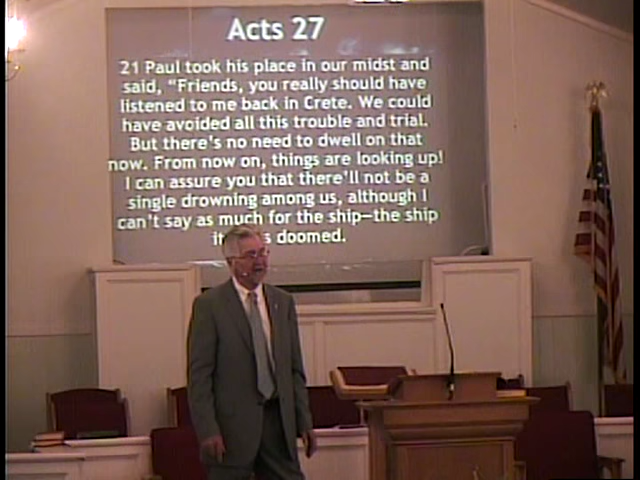 Acts 27
21 Paul took his place in our midst and
said, “Friends, you really should have
listened to me back in Crete. We could
have avoided all this trouble and trial.
But there’s no need to dwell on that
now. From now on, things are looking up!
I can assure you that there’ll not be a
single drowning among us, although I
can’t say as much for the ship—the ship
doomed.